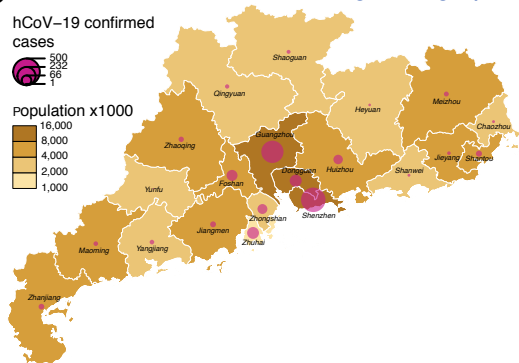 hCoV-19 confirmed
cases
500
232
66
1
Population x1000
16,000
8,000
4,000
2,000
1,000
Shaoguan
Qingyuan
Heyuan
Meizhou
Chaozhou
Guangzhou
Zhaoqing
Jieyang
Shantou
Dongguan
Huizhou
Shanwei
Foshan
Yunfu
Shenzhen
Zhongshan
Jiangmen
Zhuhai
Maoming
Yangjiang
Zhanjiang